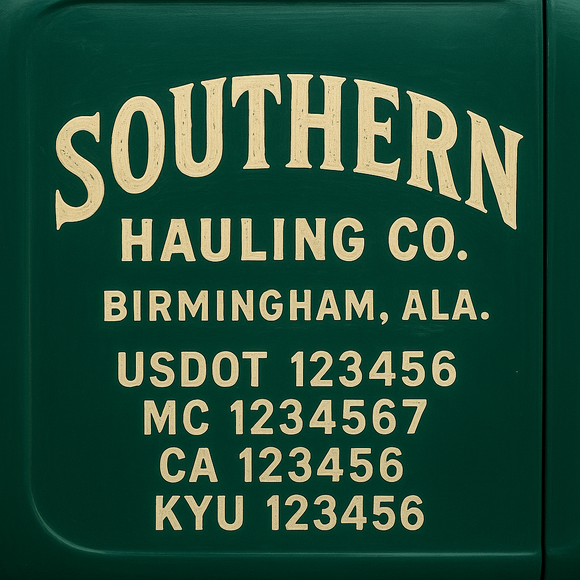 SOUTHERN
HAULING CO.
BIRMINGHAM, ALA.
USDOT 123456
MC 1234567
CA 123456
KYU 123456